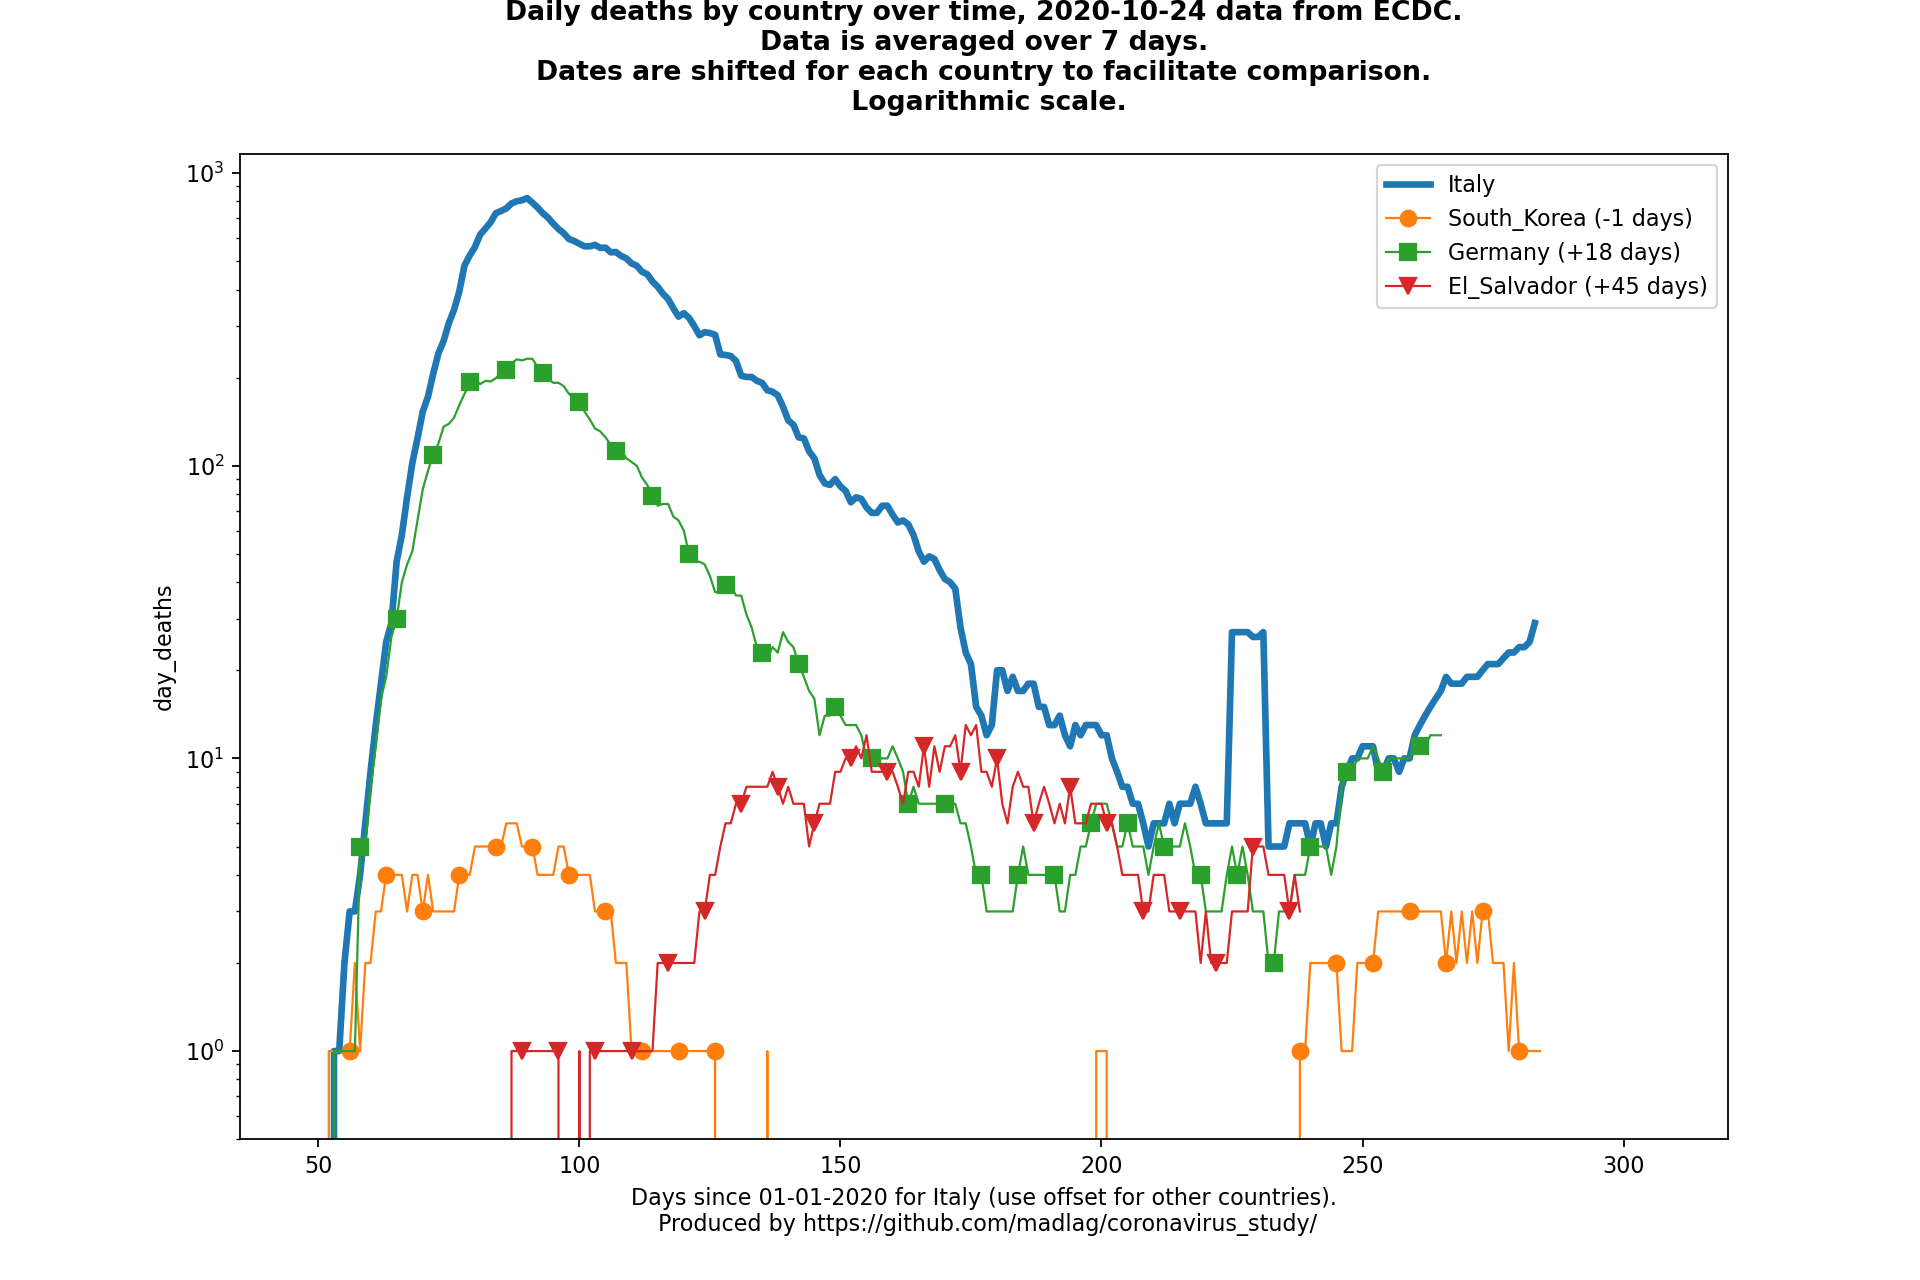 Daily deaths by country over time, 2020-10-24 data from ECDC.
Data is averaged over 7 days.
Dates are shifted for each country to facilitate comparison.
Logarithmic scale.
10³
10²
10¹
10⁰
day_deaths
Italy
South_Korea (-1 days)
Germany (+18 days)
El_Salvador (+45 days)
50 100 150 200 250 300
Days since 01-01-2020 for Italy (use offset for other countries).
Produced by https://github.com/madlag/coronavirus_study/